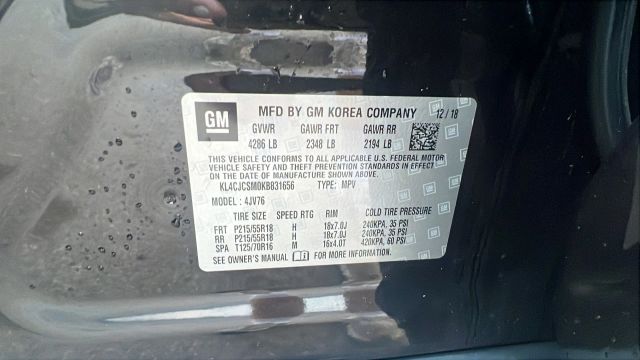 GM MFD BY GM KOREA COMPANY 12/18
GVWR GAWR FRT GAWR RR
4286 LB 2348 LB 2194 LB
THIS VEHICLE CONFORMS TO ALL APPLICABLE U.S. FEDERAL MOTOR
VEHICLE SAFETY AND THEFT PREVENTION STANDARDS IN EFFECT
ON THE DATE OF MANUFACTURE SHOWN ABOVE.
KL4CJCSM0KB831656 TYPE: MPV
MODEL: 4JV76
TIRE SIZE SPEED RTG RIM COLD TIRE PRESSURE
FRT P215/55R18 H 18x7.0J 240KPA, 35 PSI
RR P215/55R18 H 18x7.0J 240KPA, 35 PSI
SPA T125/70R16 M 16x4.0T 420KPA, 60 PSI
SEE OWNER'S MANUAL FOR MORE INFORMATION.